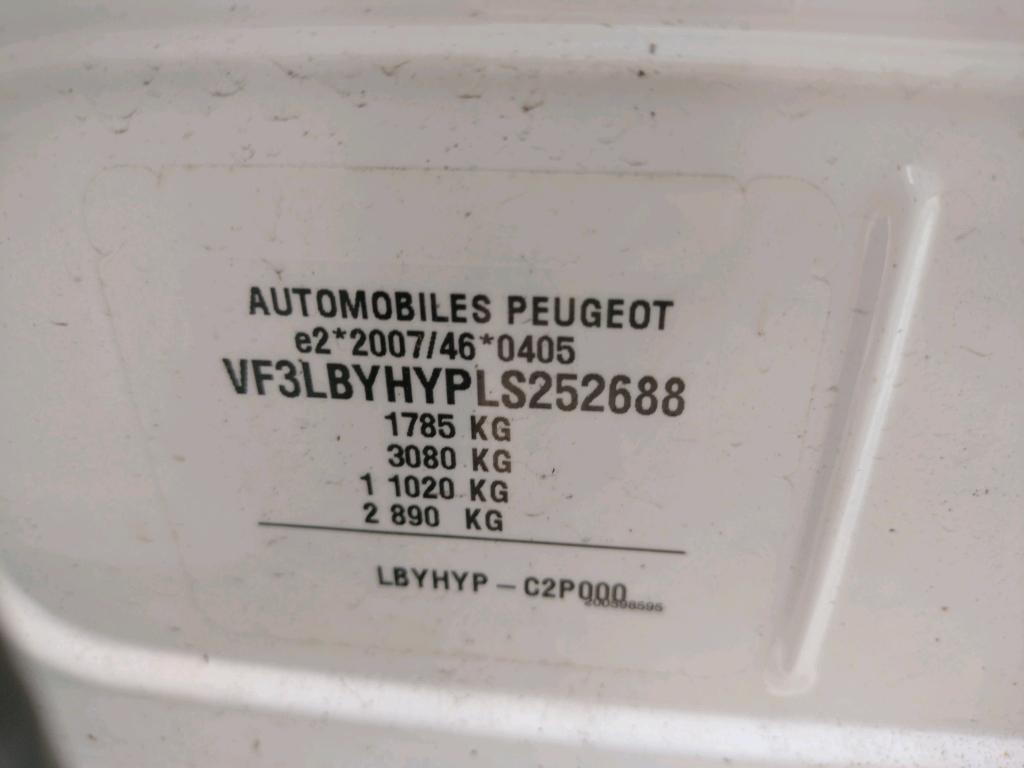 AUTOMOBILES PEUGEOT
e2*2007/46*0405
VF3LBYHYPLS252688
1785 KG
3080 KG
1 1020 KG
2 890 KG
LBYHYP – C2P000
200398595